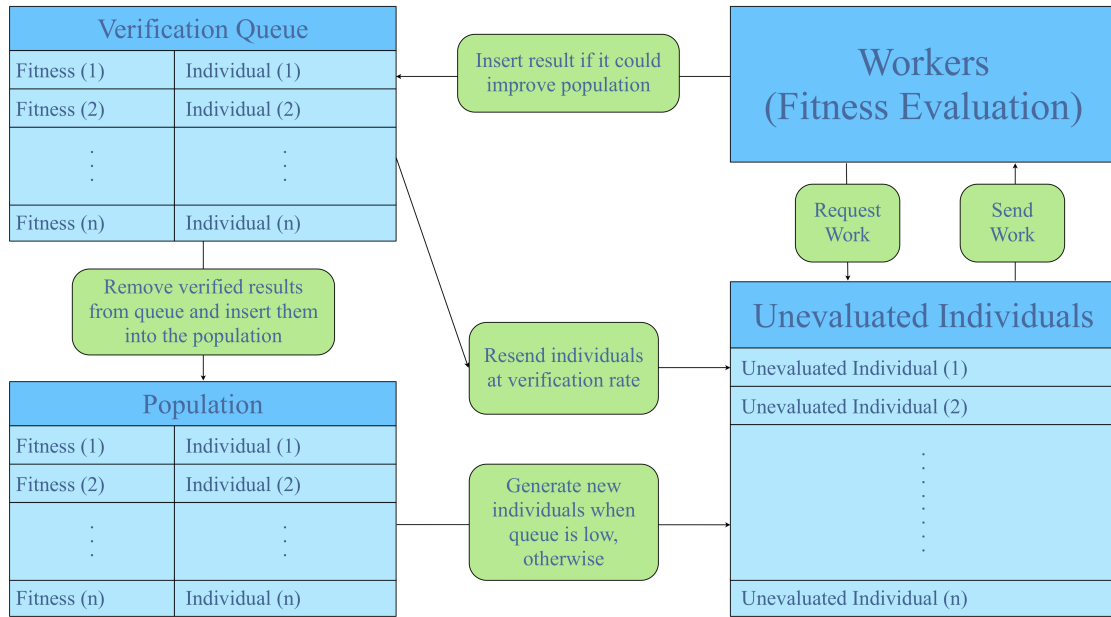 Verification Queue
Fitness (1) Individual (1)
Fitness (2) Individual (2)
. .
. .
. .
Fitness (n) Individual (n)
Insert result if it could
improve population
Workers
(Fitness Evaluation)
Request
Work
Send
Work
Remove verified results
from queue and insert them
into the population
Resend individuals
at verification rate
Unevaluated Individuals
Unevaluated Individual (1)
Unevaluated Individual (2)
.
.
.
.
.
.
.
.
Unevaluated Individual (n)
Population
Fitness (1) Individual (1)
Fitness (2) Individual (2)
. .
. .
. .
Fitness (n) Individual (n)
Generate new
individuals when
queue is low,
otherwise